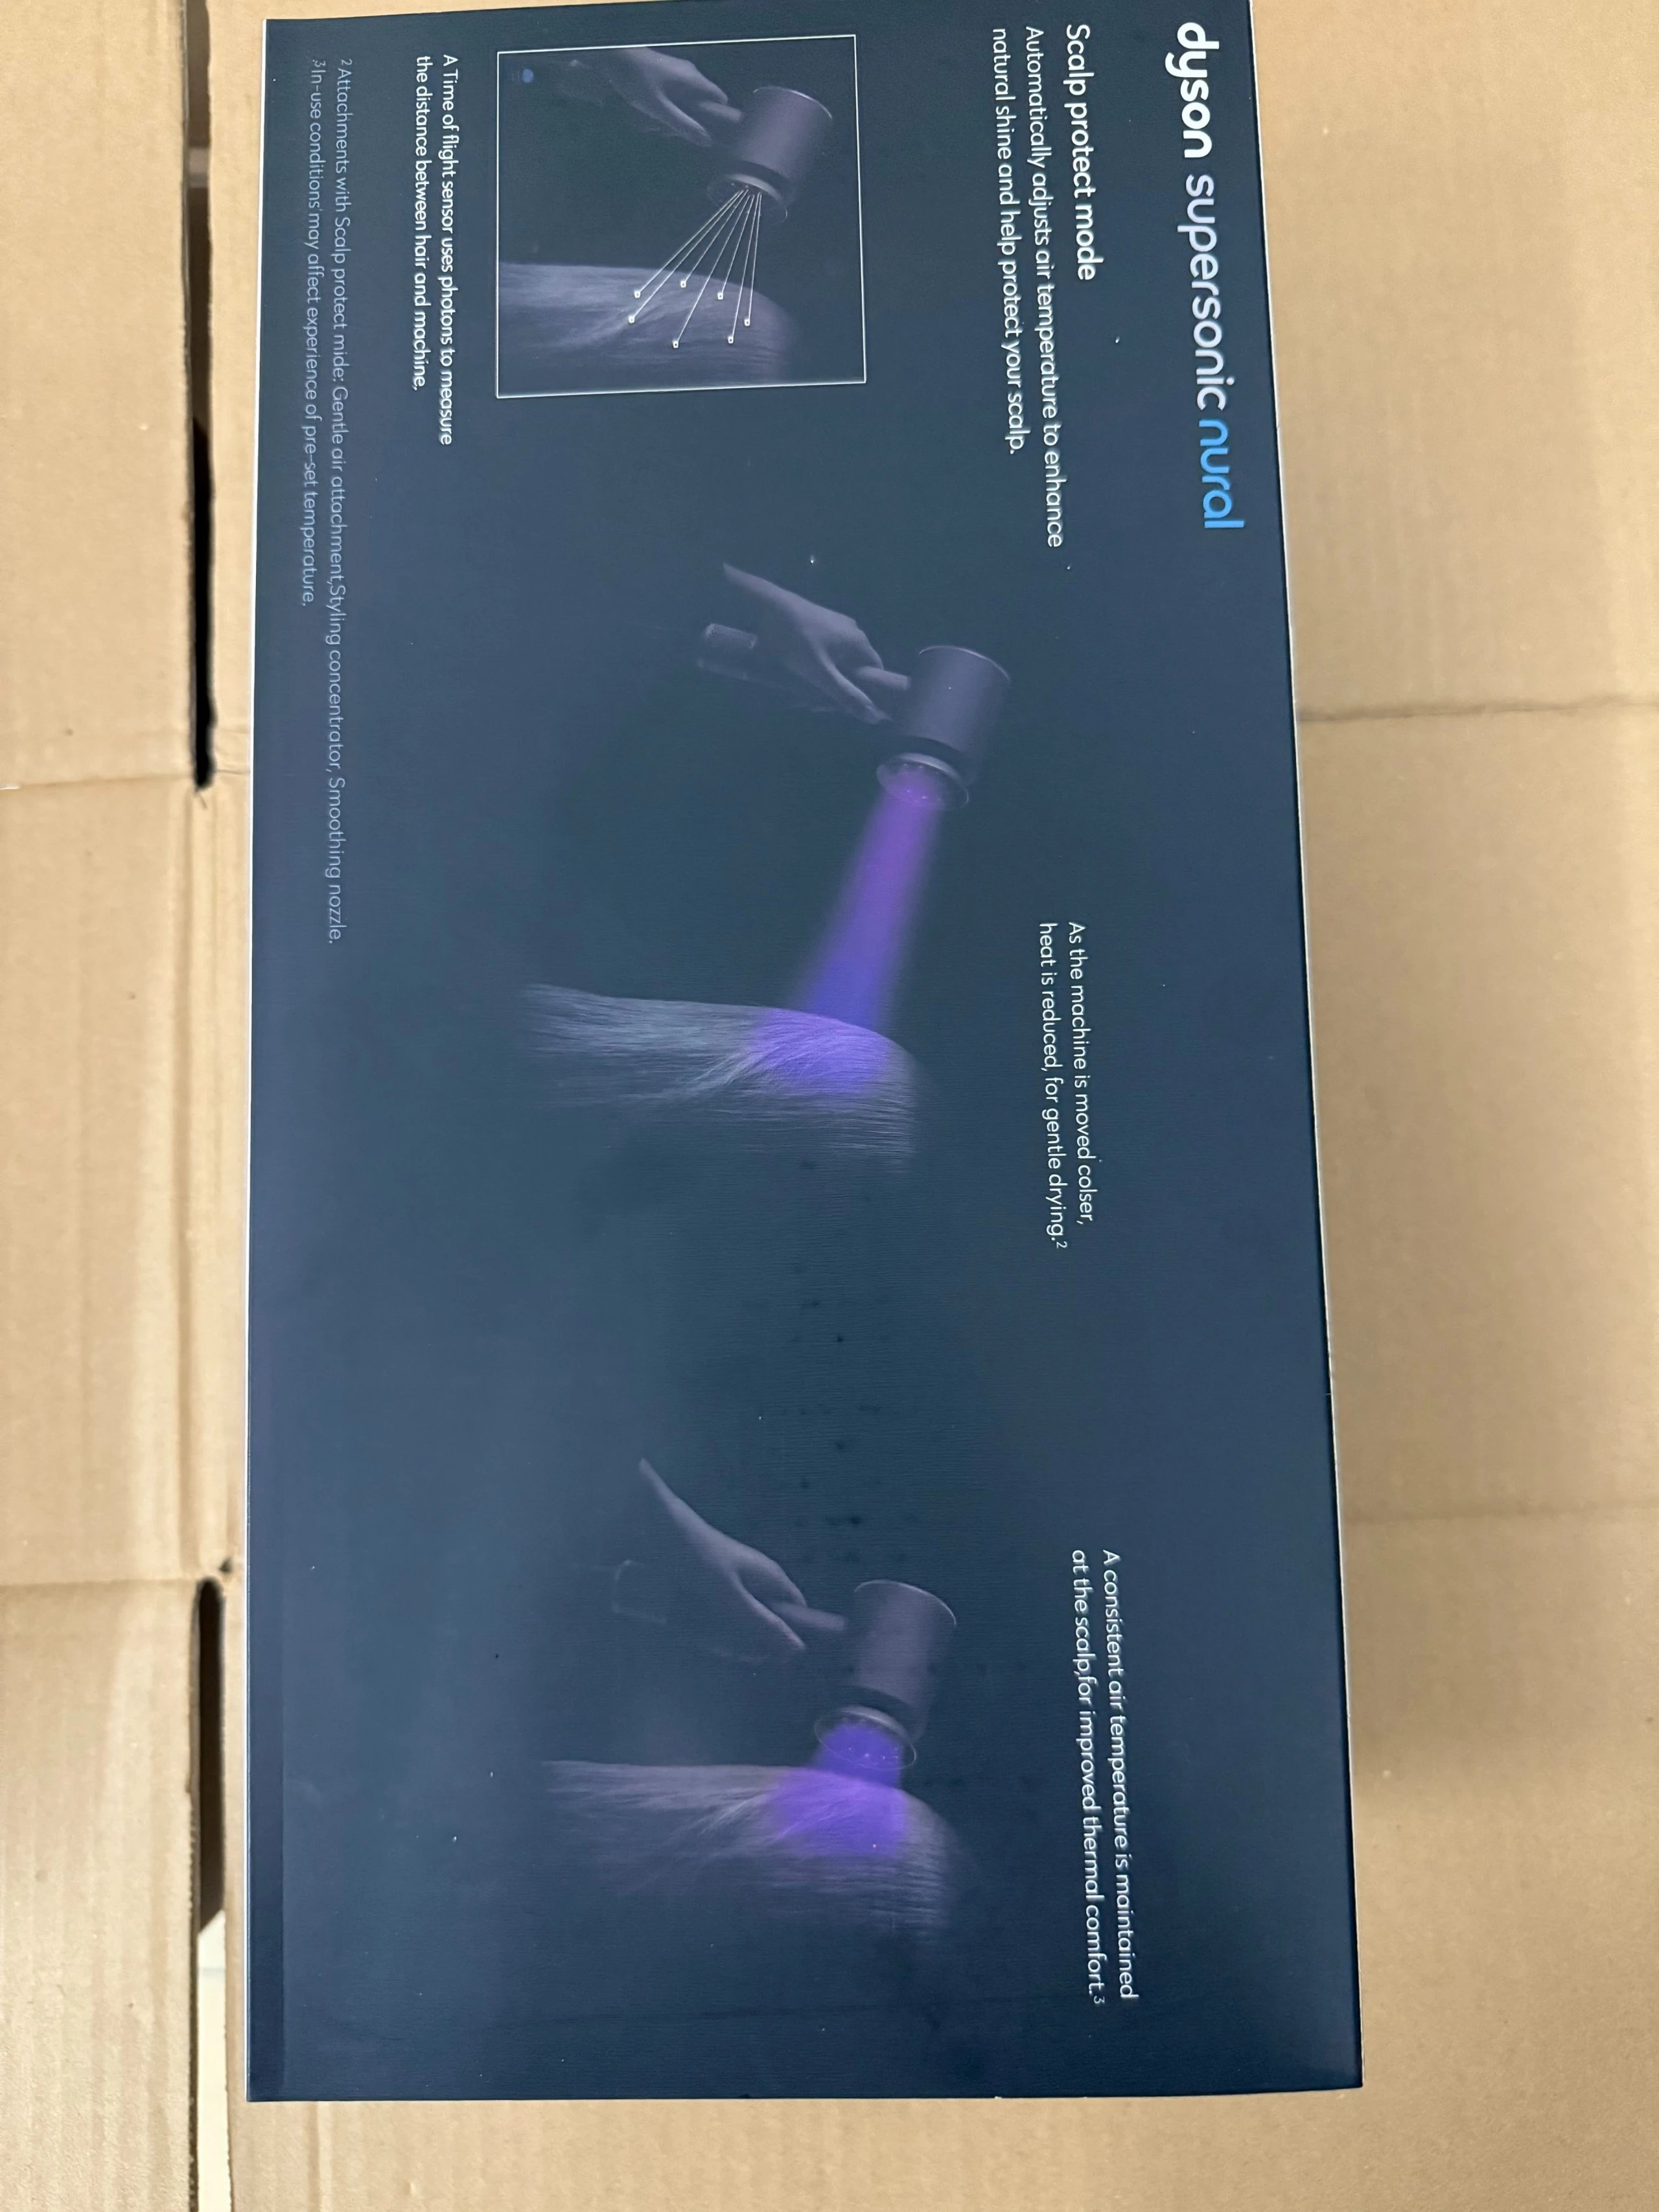 dyson supersonic nural
Scalp protect mode
Automatically adjusts air temperature to enhance
natural shine and help protect your scalp.
As the machine is moved colser,
heat is reduced, for gentle drying.²
A consistent air temperature is maintained
at the scalp,for improved thermal comfort.³
A Time of flight sensor uses photons to measure
the distance between hair and machine,
² Attachments with Scalp protect mide: Gentle air attachment,Styling concentrator, Smoothing nozzle.
³ In-use conditions may affect experience of pre-set temperature.